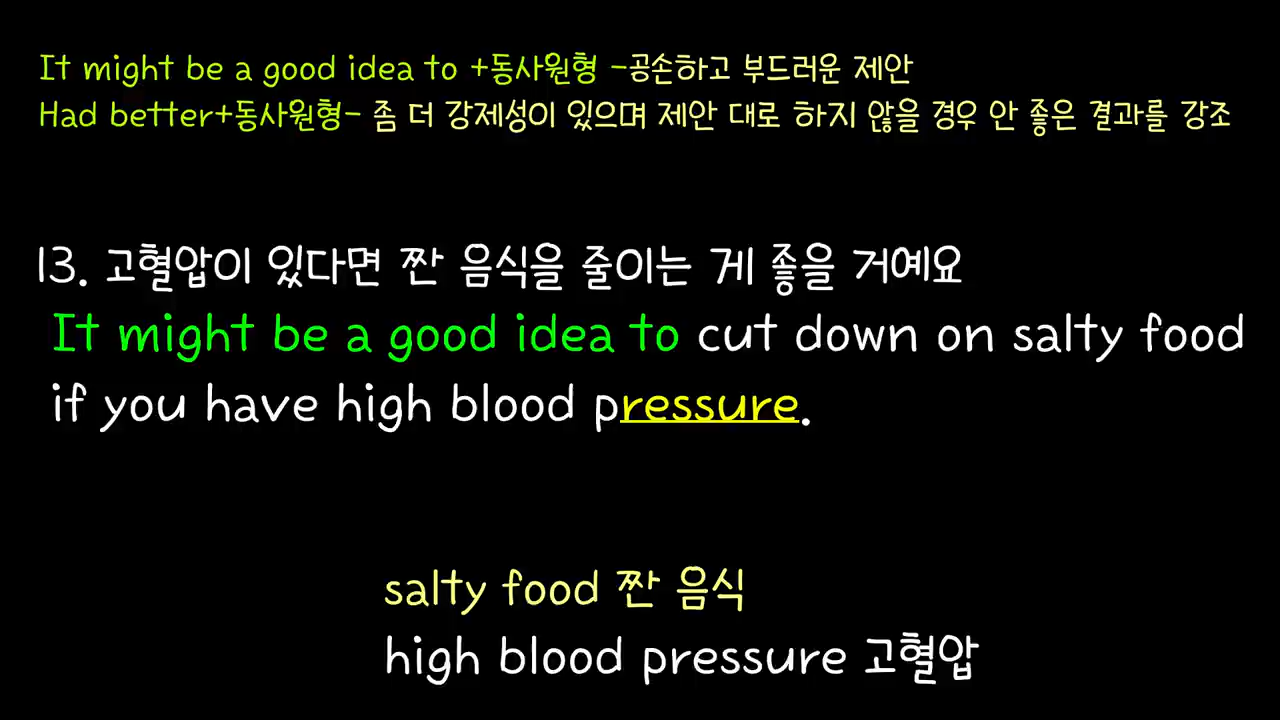 It might be a good idea to +동사원형 -공손하고 부드러운 제안
Had better+동사원형- 좀 더 강제성이 있으며 제안 대로 하지 않을 경우 안 좋은 결과를 강조
13. 고혈압이 있다면 짠 음식을 줄이는 게 좋을 거예요
It might be a good idea to cut down on salty food
if you have high blood pressure.
salty food 짠 음식
high blood pressure 고혈압